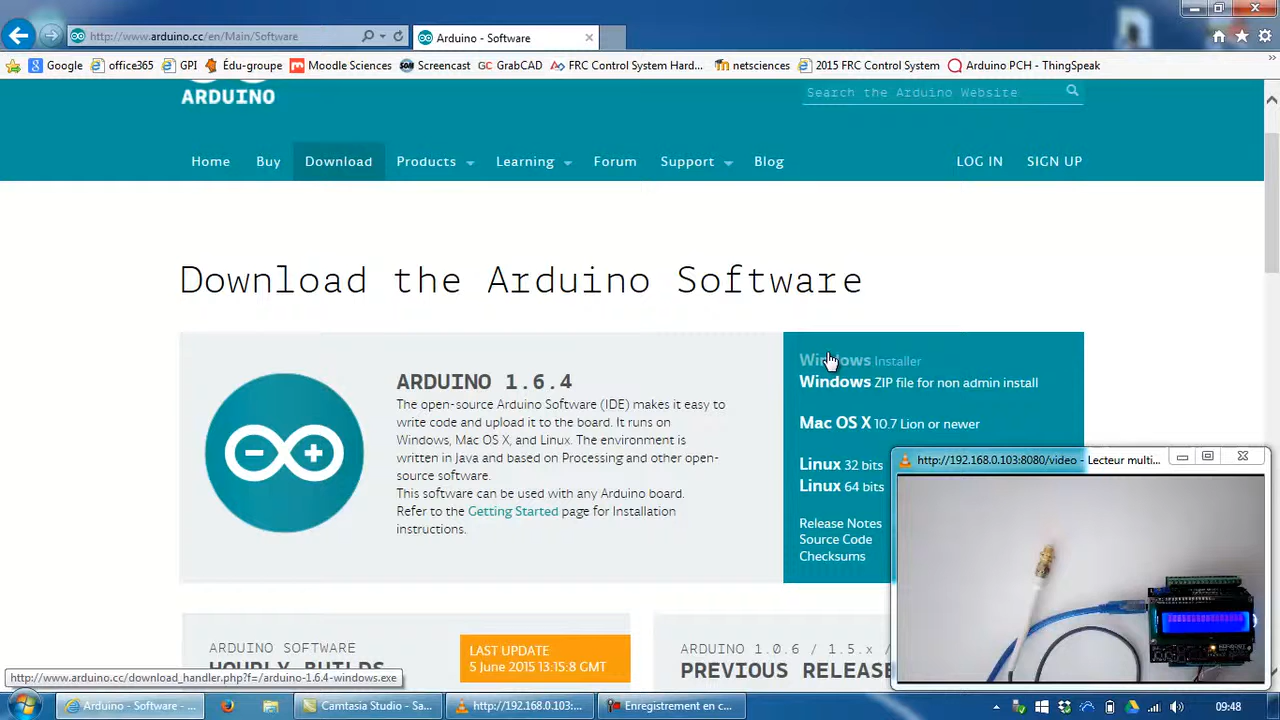 http://www.arduino.cc/en/Main/Software
Arduino - Software
Google
office365
GPI
Édu-groupe
Moodle Sciences
Screencast
GrabCAD
FRC Control System Hard...
netsciences
2015 FRC Control System
Arduino PCH - ThingSpeak
ARDUINO
Search the Arduino Website
Home
Buy
Download
Products
Learning
Forum
Support
Blog
LOG IN
SIGN UP
Download the Arduino Software
ARDUINO 1.6.4
The open-source Arduino Software (IDE) makes it easy to
write code and upload it to the board. It runs on
Windows, Mac OS X, and Linux. The environment is
written in Java and based on Processing and other open-
source software.
This software can be used with any Arduino board.
Refer to the Getting Started page for Installation
instructions.
Windows Installer
Windows ZIP file for non admin install
Mac OS X 10.7 Lion or newer
Linux 32 bits
Linux 64 bits
Release Notes
Source Code
Checksums
http://192.168.0.103:8080/video - Lecteur multi...
ARDUINO SOFTWARE
HOURLY BUILDS
LAST UPDATE
5 June 2015 13:15:8 GMT
ARDUINO 1.0.6 / 1.5.x /
PREVIOUS RELEASE
http://www.arduino.cc/download_handler.php?f=/arduino-1.6.4-windows.exe
Arduino - Software - ...
Camtasia Studio - Sa...
http://192.168.0.103:...
Enregistrement en c...
09:48